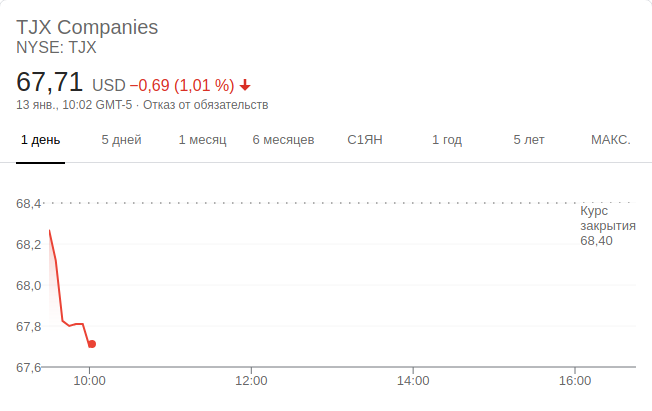 TJX Companies
NYSE: TJX
67,71 USD −0,69 (1,01 %)
13 янв., 10:02 GMT-5 · Отказ от обязательств
1 день 5 дней 1 месяц 6 месяцев С1ЯН 1 год 5 лет МАКС.
68,4
Курс
закрытия
68,40
68,2
68,0
67,8
67,6
10:00 12:00 14:00 16:00